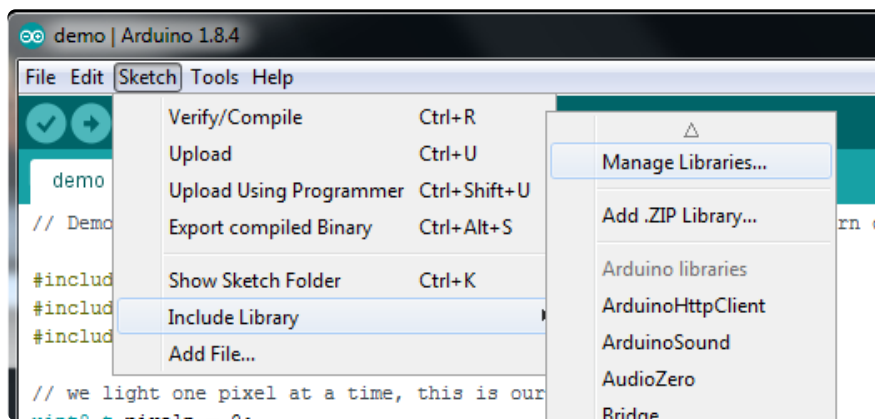 demo | Arduino 1.8.4
File Edit Sketch Tools Help
Verify/Compile Ctrl+R
Upload Ctrl+U
Upload Using Programmer Ctrl+Shift+U
Export compiled Binary Ctrl+Alt+S
Show Sketch Folder Ctrl+K
Include Library
Add File...
Manage Libraries...
Add .ZIP Library...
Arduino libraries
ArduinoHttpClient
ArduinoSound
AudioZero
Bridge
demo
// Demo
#includ
#includ
#includ
// we light one pixel at a time, this is our